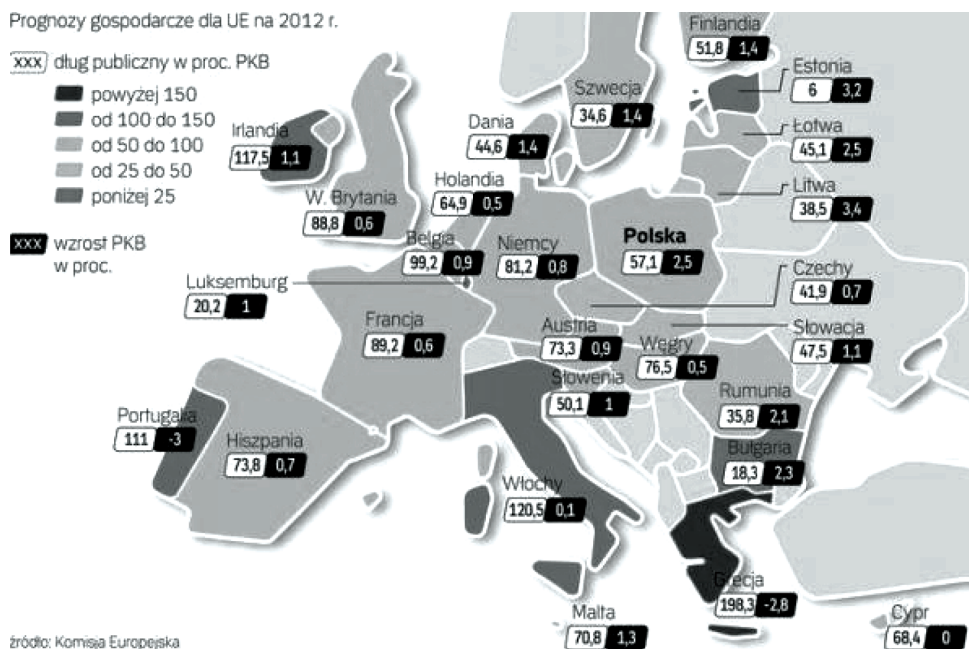 Prognozy gospodarcze dla UE na 2012 r.
xxx dług publiczny w proc. PKB
powyżej 150
od 100 do 150
od 50 do 100
od 25 do 50
poniżej 25
xxx wzrost PKB
w proc.
Finlandia
51,8 1,4
Estonia
6 3,2
Szwecja
34,6 1,4
Łotwa
45,1 2,5
Dania
44,6 1,4
Irlandia
117,5 1,1
Litwa
38,5 3,4
Holandia
64,9 0,5
W. Brytania
88,8 0,6
Belgia
99,2 0,9
Niemcy
81,2 0,8
Polska
57,1 2,5
Czechy
41,9 0,7
Luksemburg
20,2 1
Francja
89,2 0,6
Austria
73,3 0,9
Węgry
76,5 0,5
Słowacja
47,5 1,1
Słowenia
50,1 1
Rumunia
35,8 2,1
Portugalia
111 -3
Hiszpania
73,8 0,7
Bułgaria
18,3 2,3
Włochy
120,5 0,1
Grecja
198,3 -2,8
Malta
70,8 1,3
Cypr
68,4 0
źródło: Komisja Europejska